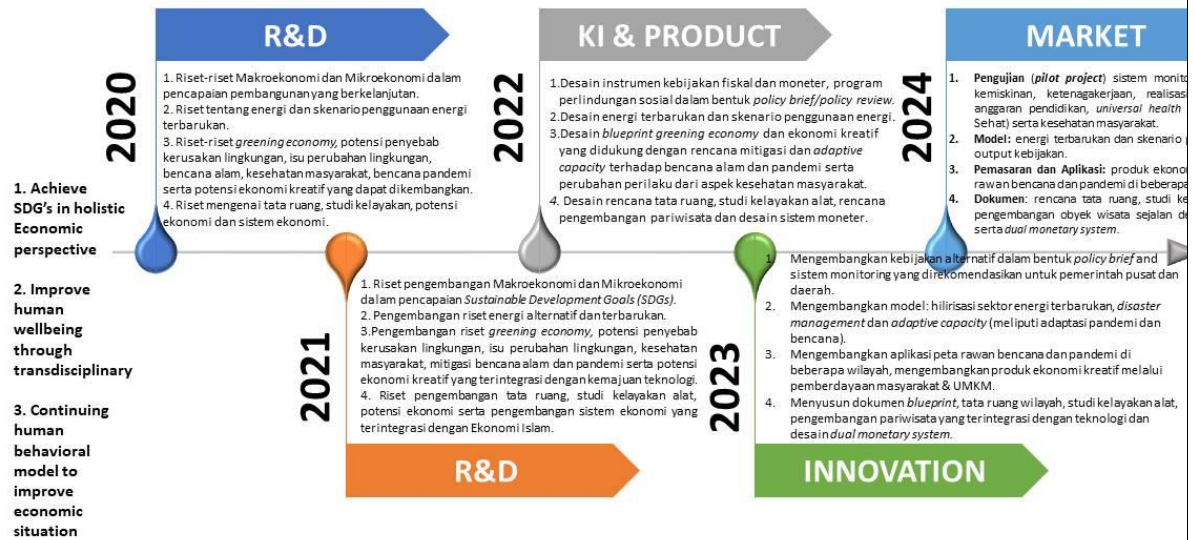 1. Achieve
SDG's in holistic
Economic
perspective
2. Improve
human
wellbeing
through
transdisciplinary
3. Continuing
human
behavioral
model to
improve
economic
situation
2020
R&D
1. Riset-riset Makroekonomi dan Mikroekonomi dalam
pencapaian pembangunan yang berkelanjutan.
2. Riset tentang energi dan skenario penggunaan energi
terbarukan.
3. Riset-riset greening economy, potensi penyebab
kerusakan lingkungan, isu perubahan lingkungan,
bencana alam, kesehatan masyarakat, bencana pandemi
serta potensi ekonomi kreatif yang dapat dikembangkan.
4. Riset mengenai tata ruang, studi kelayakan, potensi
ekonomi dan sistem ekonomi.
2021
1. Riset pengembangan Makroekonomi dan Mikroekonomi
dalam pencapaian Sustainable Development Goals (SDGs).
2. Pengembangan riset energi alternatif dan terbarukan.
3.Pengembangan riset greening economy, potensi penyebab
kerusakan lingkungan, isu perubahan lingkungan, kesehatan
masyarakat, mitigasi bencana alam dan pandemi serta potensi
ekonomi kreatif yang terintegrasi dengan kemajuan teknologi.
4. Riset pengembangan tata ruang, studi kelayakan alat,
potensi ekonomi serta pengembangan sistem ekonomi yang
terintegrasi dengan Ekonomi Islam.
R&D
2022
KI & PRODUCT
1.Desain instrumen kebijakan fiskal dan moneter, program
perlindungan sosial dalam bentuk policy brief/policy review.
2.Desain energi terbarukan dan skenario penggunaan energi.
3.Desain blueprint greening economy dan ekonomi kreatif
yang didukung dengan rencana mitigasi dan adaptive
capacity terhadap bencana alam dan pandemi serta
perubahan perilaku dari aspek kesehatan masyarakat.
4. Desain rencana tata ruang, studi kelayakan alat, rencana
pengembangan pariwisata dan desain sistem moneter.
2023
1. Mengembangkan kebijakan alternatif dalam bentuk policy brief and
sistem monitoring yang direkomendasikan untuk pemerintah pusat dan
daerah.
2. Mengembangkan model: hilirisasi sektor energi terbarukan, disaster
management dan adaptive capacity (meliputi adaptasi pandemi dan
bencana).
3. Mengembangkan aplikasi peta rawan bencana dan pandemi di
beberapa wilayah, mengembangkan produk ekonomi kreatif melalui
pemberdayaan masyarakat & UMKM.
4. Menyusun dokumen blueprint, tata ruang wilayah, studi kelayakan alat,
pengembangan pariwisata yang terintegrasi dengan teknologi dan
desain dual monetary system.
INNOVATION
2024
MARKET
1. Pengujian (pilot project) sistem
kemiskinan, ketenagakerjaan,
anggaran pendidikan, universal health
Sehat) serta kesehatan masyarakat.
2. Model: energi terbarukan dan skenario
output kebijakan.
3. Pemasaran dan Aplikasi: produk
rawan bencana dan pandemi di
4. Dokumen: rencana tata ruang, studi
pengembangan obyek wisata sejalan
serta dual monetary system.